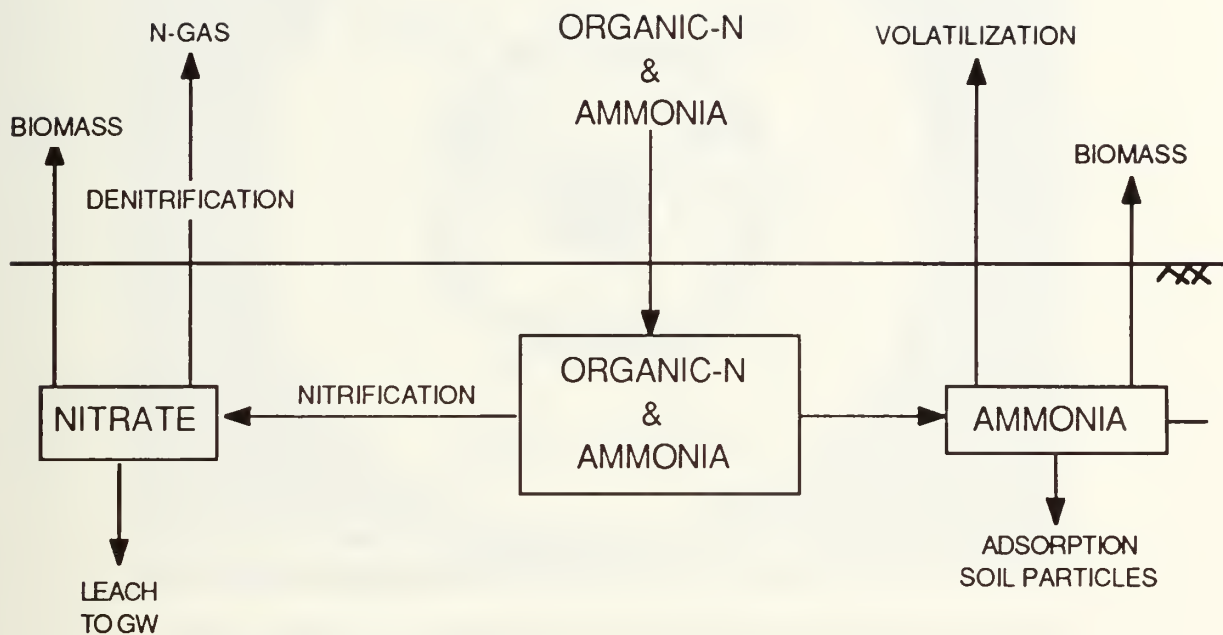 N-GAS
ORGANIC-N
&
AMMONIA
VOLATILIZATION
BIOMASS
BIOMASS
DENITRIFICATION
ORGANIC-N
&
AMMONIA
NITRIFICATION
NITRATE
AMMONIA
LEACH
TO GW
ADSORPTION
SOIL PARTICLES